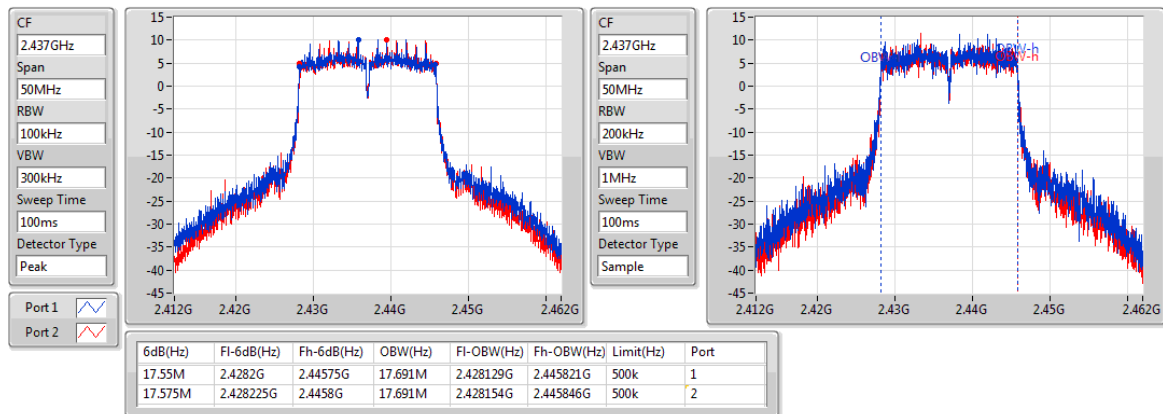 CF
2.437GHz
Span
50MHz
RBW
100kHz
VBW
300kHz
Sweep Time
100ms
Detector Type
Peak
Port 1
Port 2
15
10
5
0
-5
-10
-15
-20
-25
-30
-35
-40
-45
2.412G 2.42G 2.43G 2.44G 2.45G 2.462G
CF
2.437GHz
Span
50MHz
RBW
200kHz
VBW
1MHz
Sweep Time
100ms
Detector Type
Sample
15
10
5
0
-5
-10
-15
-20
-25
-30
-35
-40
-45
OBW-h
OBW-h
2.412G 2.42G 2.43G 2.44G 2.45G 2.462G
6dB(Hz) Fl-6dB(Hz) Fh-6dB(Hz) OBW(Hz) Fl-OBW(Hz) Fh-OBW(Hz) Limit(Hz) Port
17.55M 2.4282G 2.44575G 17.691M 2.428129G 2.445821G 500k 1
17.575M 2.428225G 2.4458G 17.691M 2.428154G 2.445846G 500k 2